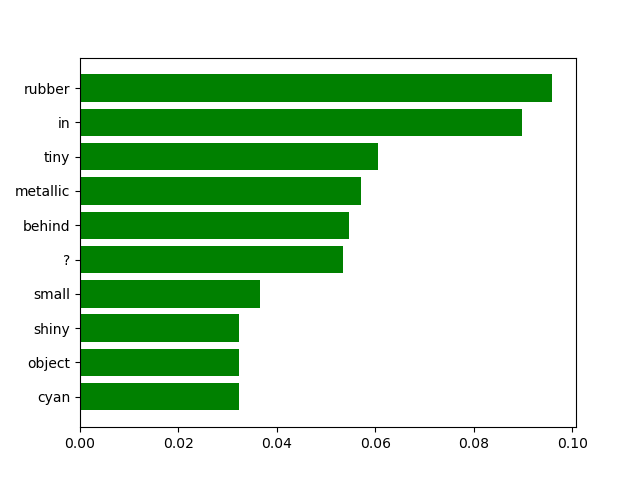 rubber
in
tiny
metallic
behind
?
small
shiny
object
cyan
0.00 0.02 0.04 0.06 0.08 0.10